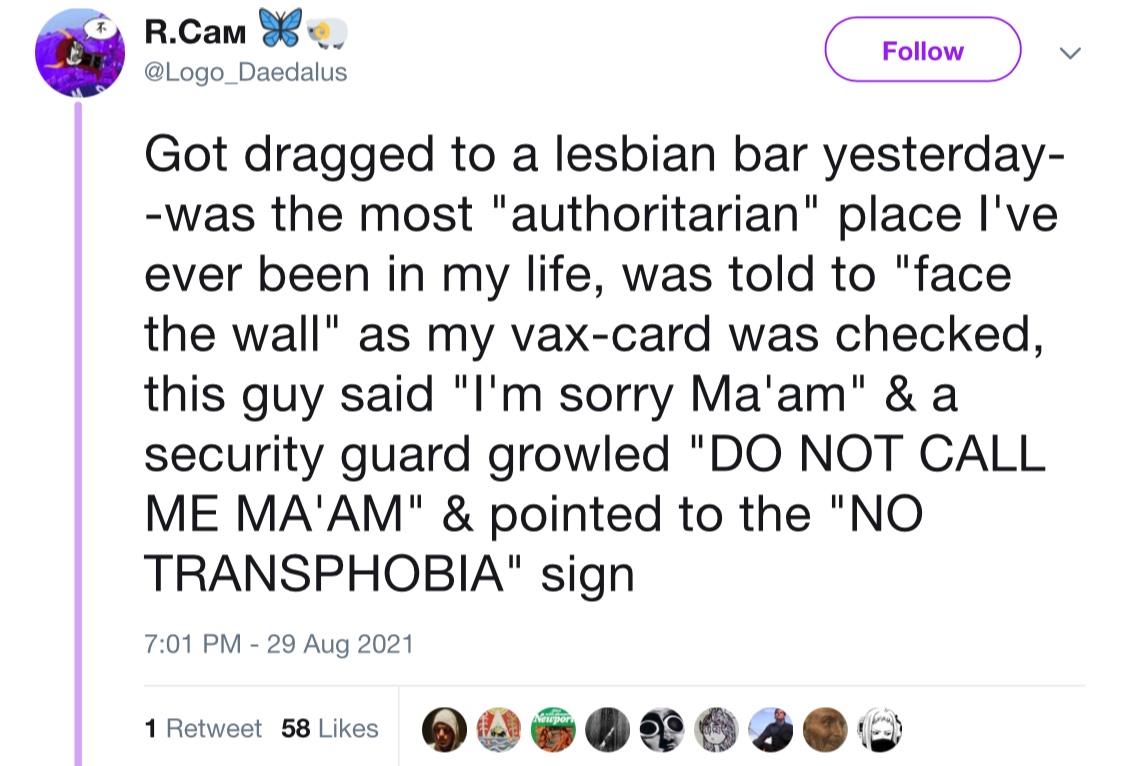 R.Cам 🦋🐏
@Logo_Daedalus
Follow
不
Got dragged to a lesbian bar yesterday-
-was the most "authoritarian" place I've
ever been in my life, was told to "face
the wall" as my vax-card was checked,
this guy said "I'm sorry Ma'am" & a
security guard growled "DO NOT CALL
ME MA'AM" & pointed to the "NO
TRANSPHOBIA" sign
7:01 PM - 29 Aug 2021
1 Retweet 58 Likes
Newport